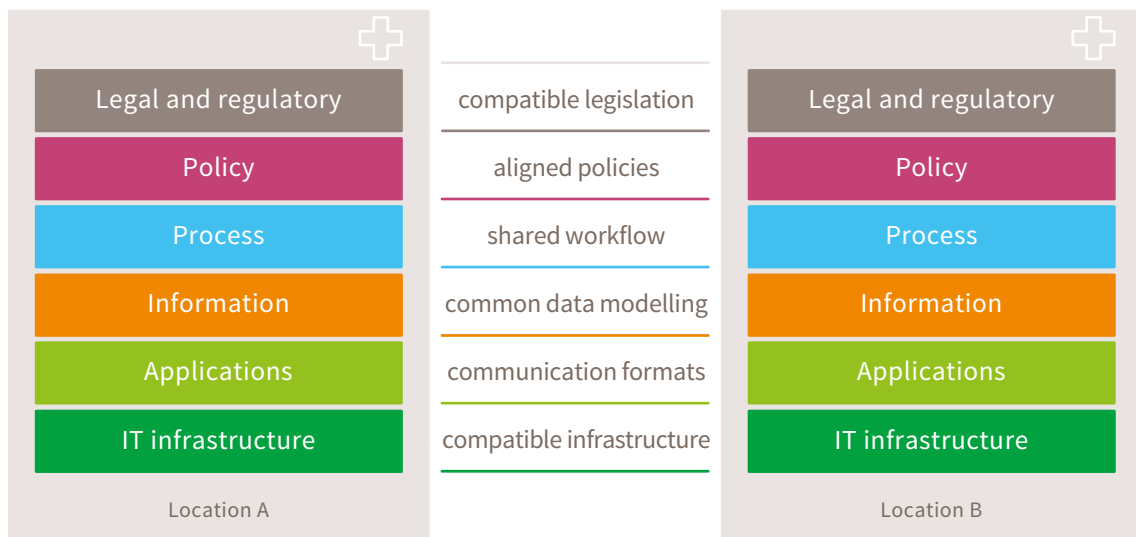 Legal and regulatory
compatible legislation
Legal and regulatory
Policy
aligned policies
Policy
Process
shared workflow
Process
Information
common data modelling
Information
Applications
communication formats
Applications
IT infrastructure
compatible infrastructure
IT infrastructure
Location A
Location B